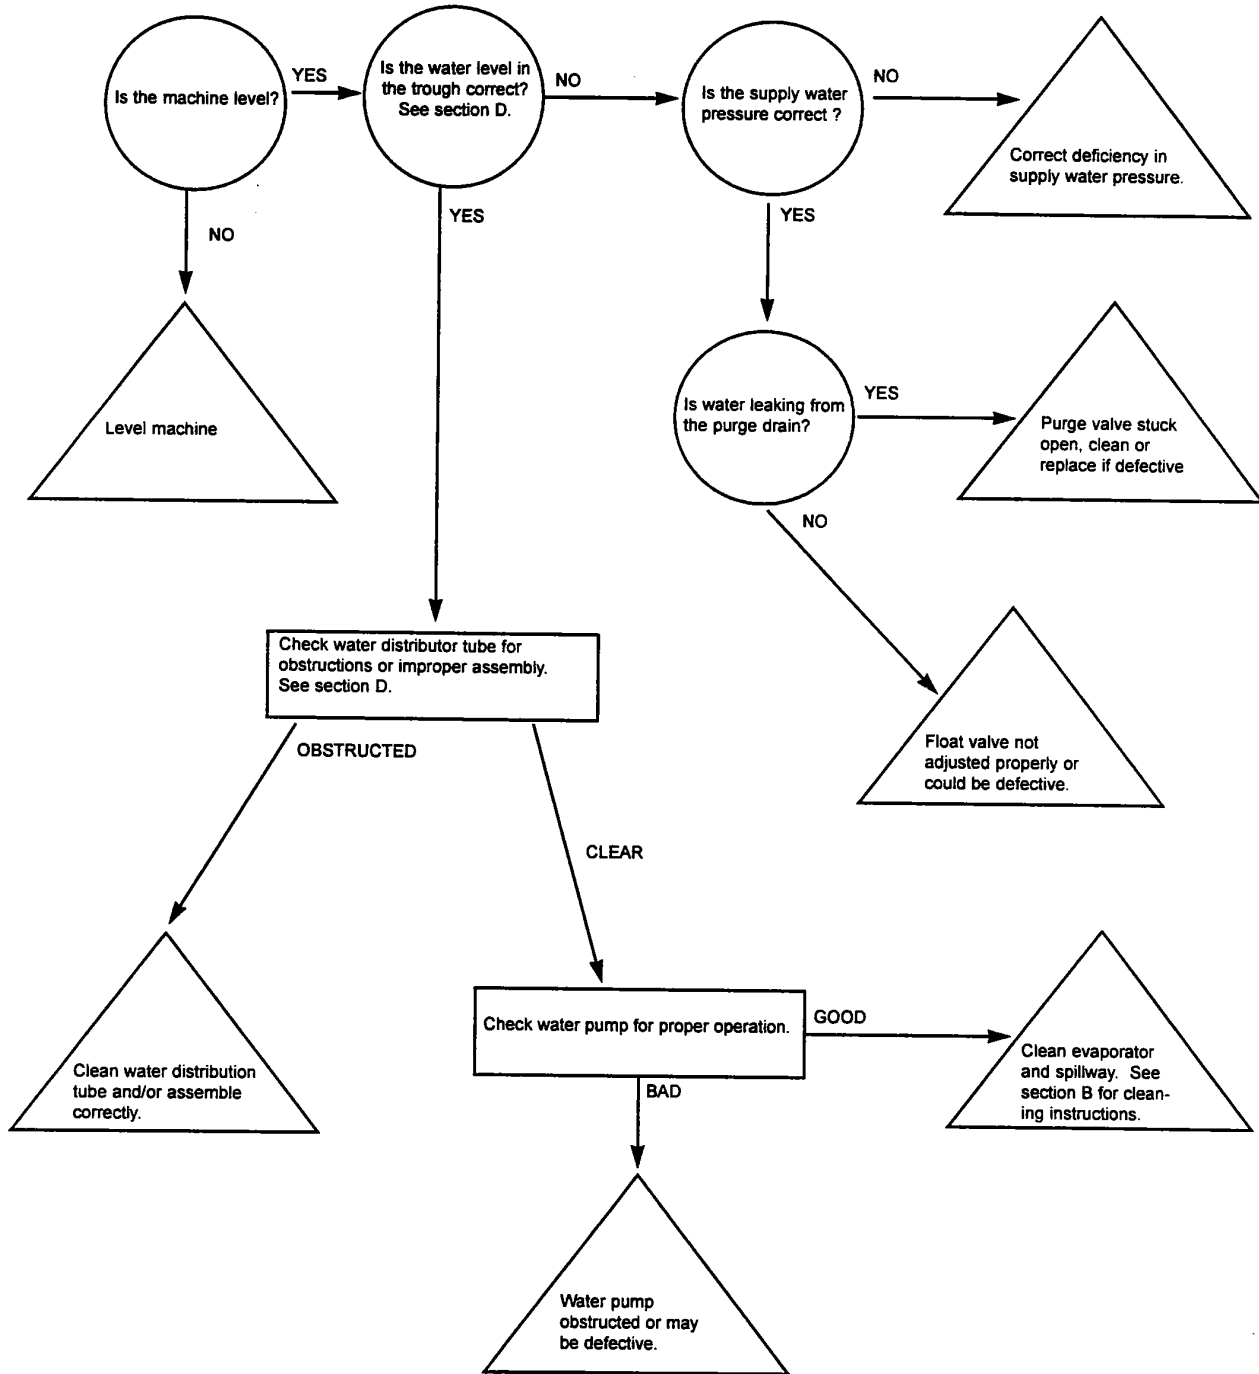 Is the machine level?
YES
Is the water level in
the trough correct?
See section D.
NO
Is the supply water
pressure correct ?
NO
Correct deficiency in
supply water pressure.
NO
YES
YES
Level machine
Is water leaking from
the purge drain?
YES
Purge valve stuck
open, clean or
replace if defective
NO
Check water distributor tube for
obstructions or improper assembly.
See section D.
Float valve not
adjusted properly or
could be defective.
OBSTRUCTED
CLEAR
Clean water distribution
tube and/or assemble
correctly.
Check water pump for proper operation.
GOOD
Clean evaporator
and spillway. See
section B for clean-
ing instructions.
BAD
Water pump
obstructed or may
be defective.